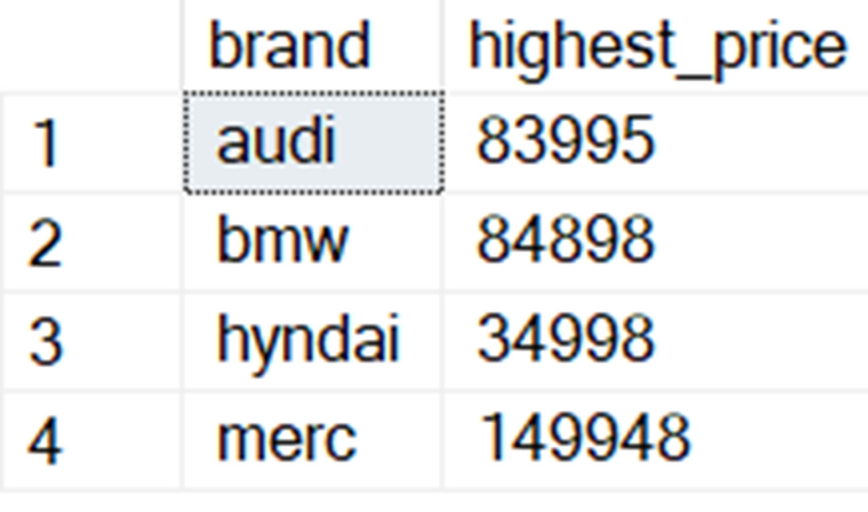 brand highest_price
1 audi 83995
2 bmw 84898
3 hyndai 34998
4 merc 149948